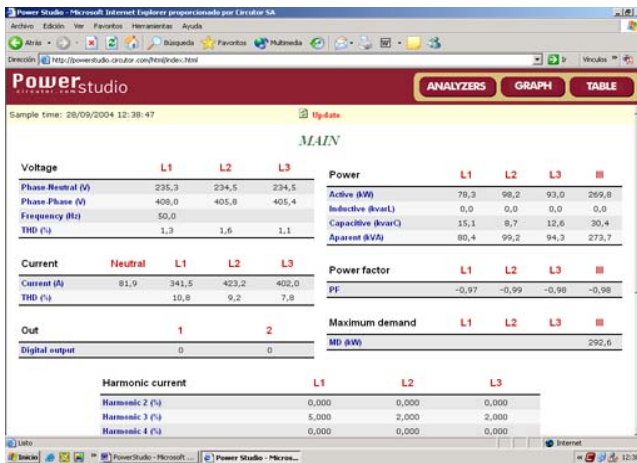 Power Studio - Microsoft Internet Explorer proporcionado por Circutor SA
Archivo Edición Ver Favoritos Herramientas Ayuda
Atrás Búsqueda Favoritos Multimedia
Dirección http://powerstudio.circutor.com/html/index.html Ir Vínculos
Powerstudio
circutor.com
ANALYZERS GRAPH TABLE
Sample time: 28/09/2004 12:38:47 Update
MAIN
Voltage L1 L2 L3
Phase-Neutral (V) 235,3 234,5 234,5
Phase-Phase (V) 408,0 405,8 405,4
Frequency (Hz) 50,0
THD (%) 1,3 1,6 1,1
Power L1 L2 L3 III
Active (kW) 78,3 98,2 93,0 269,8
Inductive (kvarL) 0,0 0,0 0,0 0,0
Capacitive (kvarC) 15,1 8,7 12,6 30,4
Aparent (kVA) 80,4 99,2 94,3 273,7
Current Neutral L1 L2 L3
Current (A) 81,9 341,5 423,2 402,0
THD (%) 10,8 9,2 7,8
Power factor L1 L2 L3 III
PF -0,97 -0,99 -0,98 -0,98
Out 1 2
Digital output 0 0
Maximum demand L1 L2 L3 III
MD (kW) 292,6
Harmonic current L1 L2 L3
Harmonic 2 (%) 0,000 0,000 0,000
Harmonic 3 (%) 5,000 2,000 2,000
Harmonic 4 (%) 0,000 0,000 0,000
Listo Internet
Inicio PowerStudio - Microsoft ... Power Studio - Micros...